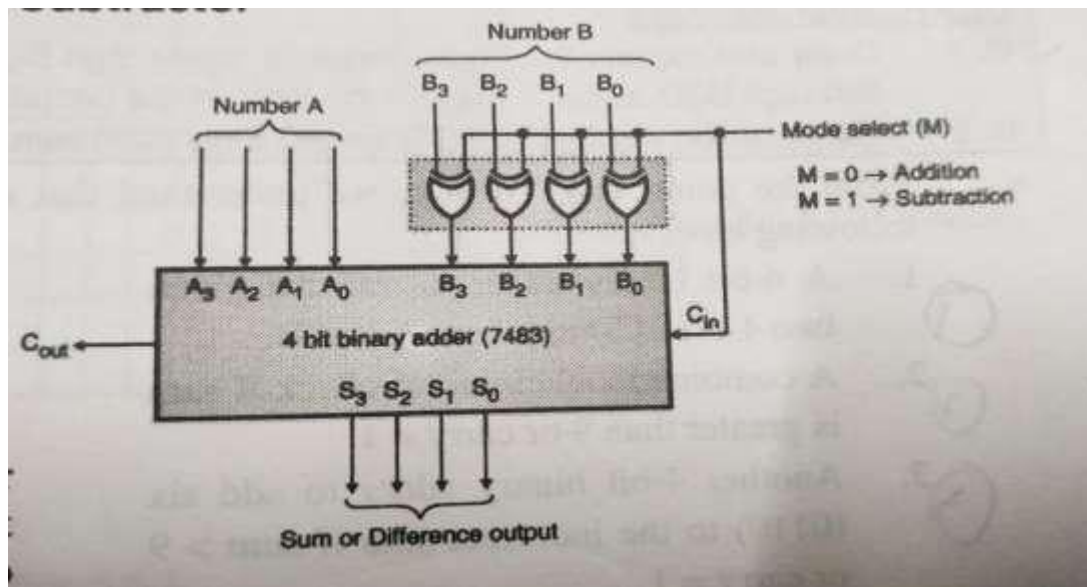 Number B
B3 B2 B1 B0
Number A
Mode select (M)
M = 0 → Addition
M = 1 → Subtraction
A3 A2 A1 A0 B3 B2 B1 B0
Cin
Cout
4 bit binary adder (7483)
S3 S2 S1 S0
Sum or Difference output